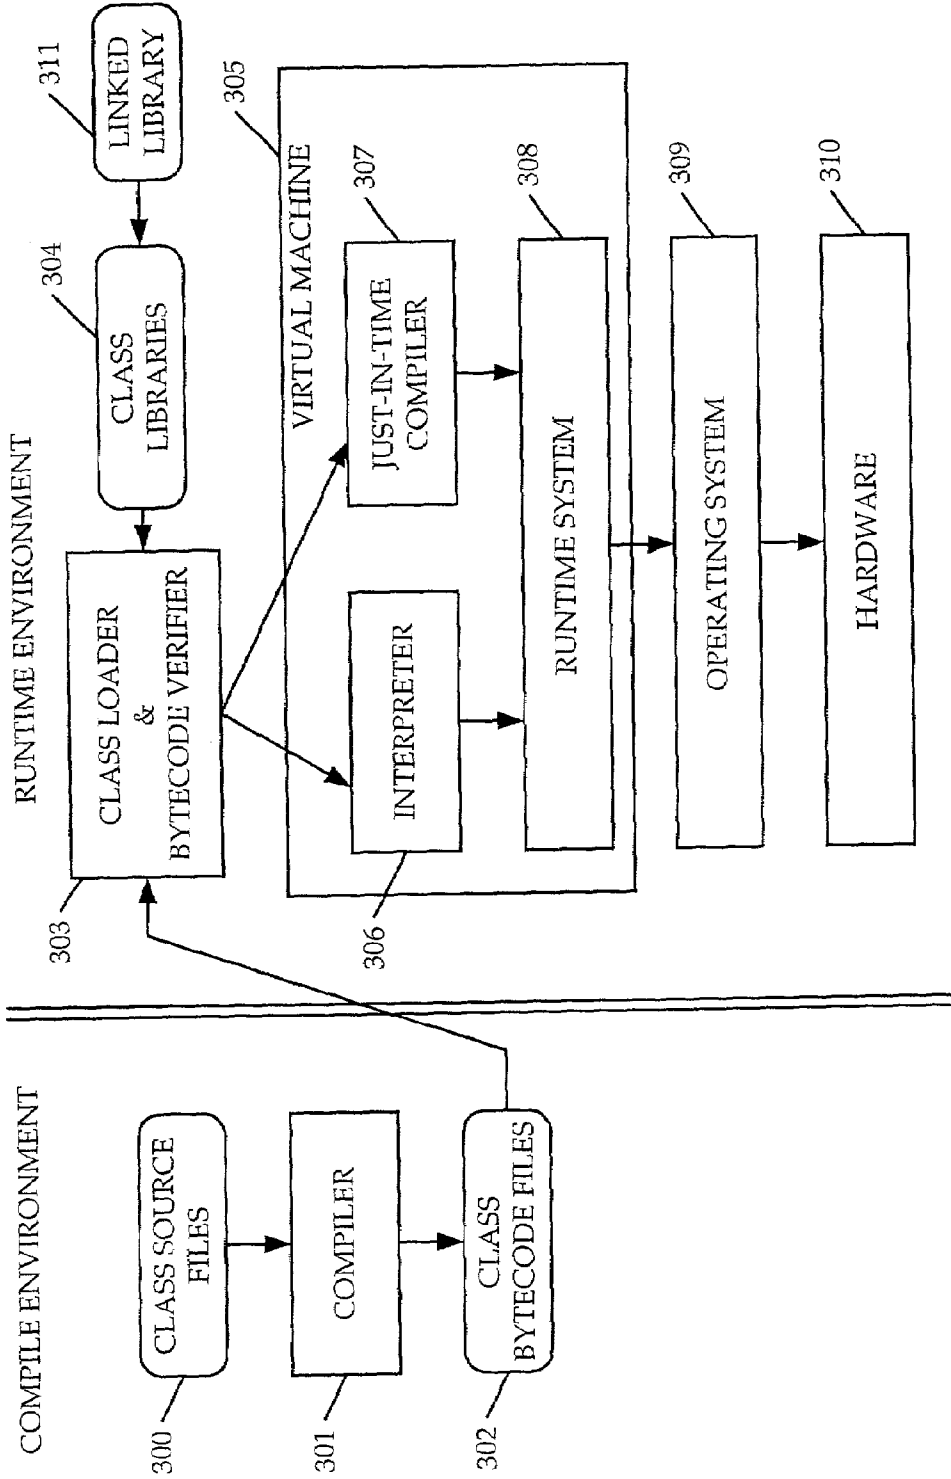 COMPILE ENVIRONMENT
300
CLASS SOURCE
FILES
301
COMPILER
302
CLASS
BYTECODE FILES
RUNTIME ENVIRONMENT
303
CLASS LOADER
&
BYTECODE VERIFIER
304
CLASS
LIBRARIES
311
LINKED
LIBRARY
305
VIRTUAL MACHINE
306
INTERPRETER
307
JUST-IN-TIME
COMPILER
308
RUNTIME SYSTEM
309
OPERATING SYSTEM
310
HARDWARE